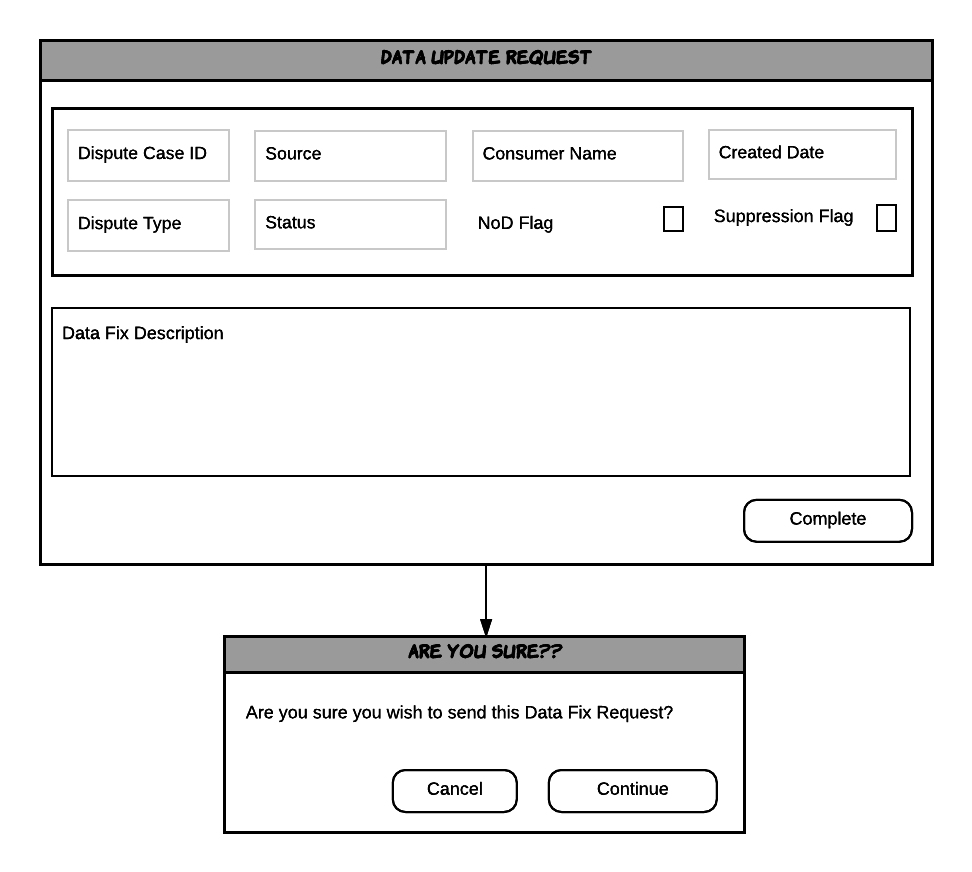 DATA UPDATE REQUEST
Dispute Case ID
Source
Consumer Name
Created Date
Dispute Type
Status
NoD Flag
Suppression Flag
Data Fix Description
Complete
ARE YOU SURE??
Are you sure you wish to send this Data Fix Request?
Cancel
Continue